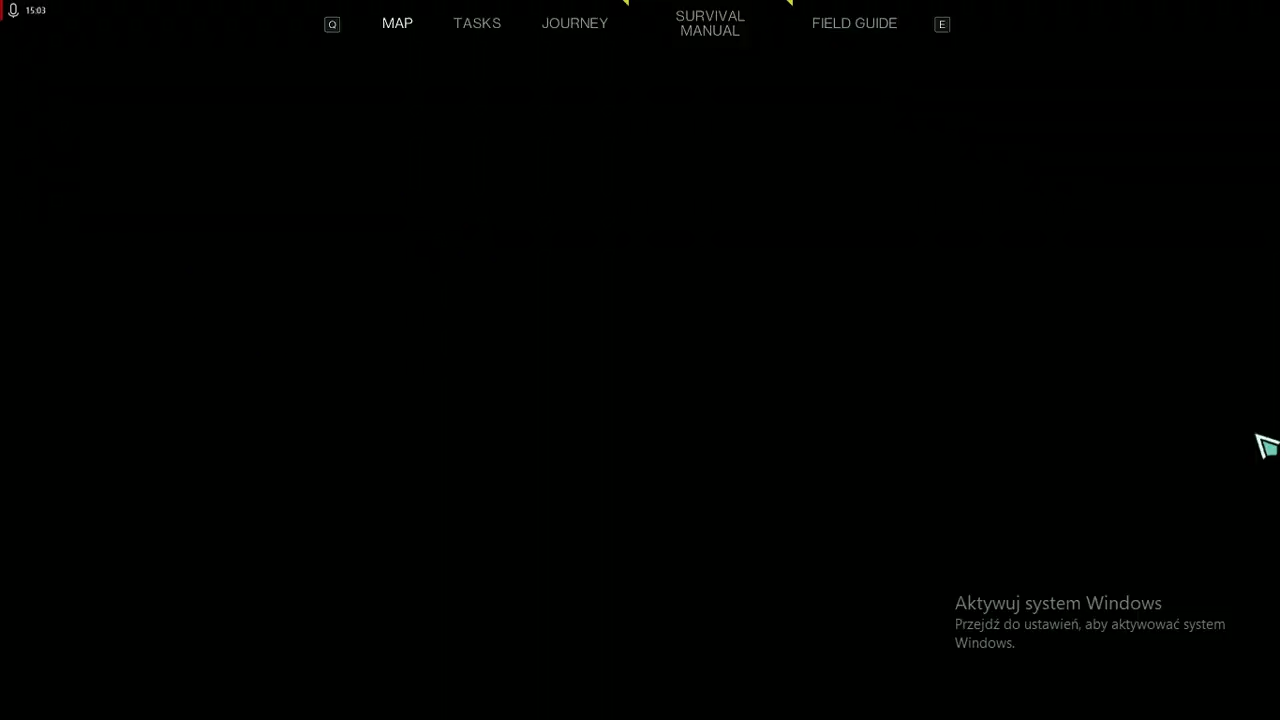 15:03
Q MAP TASKS JOURNEY SURVIVAL MANUAL FIELD GUIDE E
Aktywuj system Windows
Przejdź do ustawień, aby aktywować system
Windows.